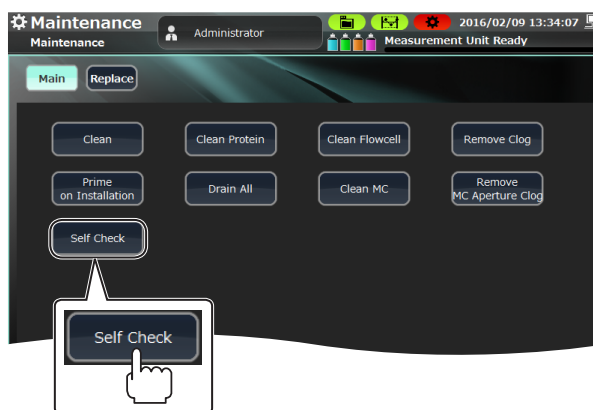 Maintenance
Administrator
2016/02/09 13:34:07
Maintenance
Measurement Unit Ready
Main
Replace
Clean
Clean Protein
Clean Flowcell
Remove Clog
Prime
on Installation
Drain All
Clean MC
Remove
MC Aperture Clog
Self Check
Self Check